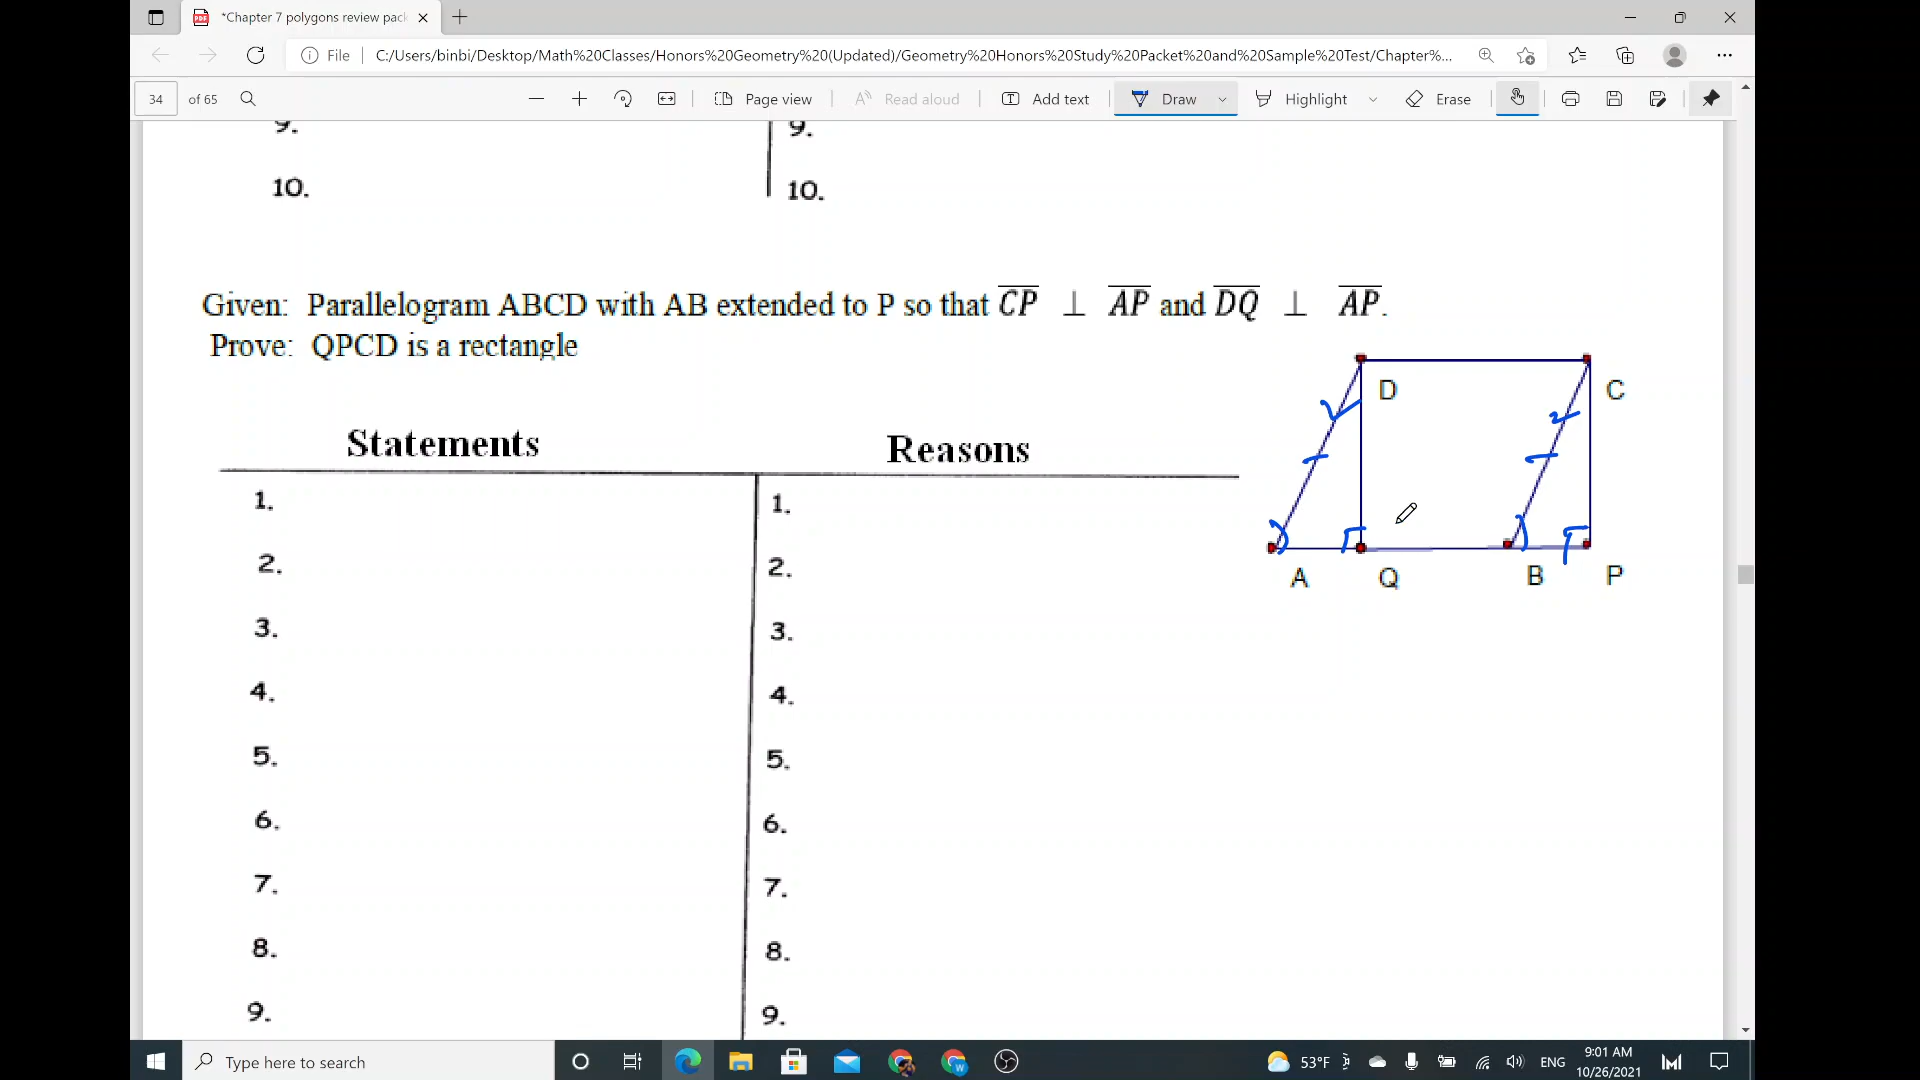 *Chapter 7 polygons review pac
File C:/Users/binbi/Desktop/Math%20Classes/Honors%20Geometry%20(Updated)/Geometry%20Honors%20Study%20Packet%20and%20Sample%20Test/Chapter%...
34 of 65 Page view Read aloud Add text Draw Highlight Erase
9. 9.
10. 10.
Given: Parallelogram ABCD with AB extended to P so that CP ⊥ AP and DQ ⊥ AP.
Prove: QPCD is a rectangle
D C
Statements Reasons
1. 1.
2. 2.
A Q B P
3. 3.
4. 4.
5. 5.
6. 6.
7. 7.
8. 8.
9. 9.
Type here to search 53°F ENG 9:01 AM
10/26/2021